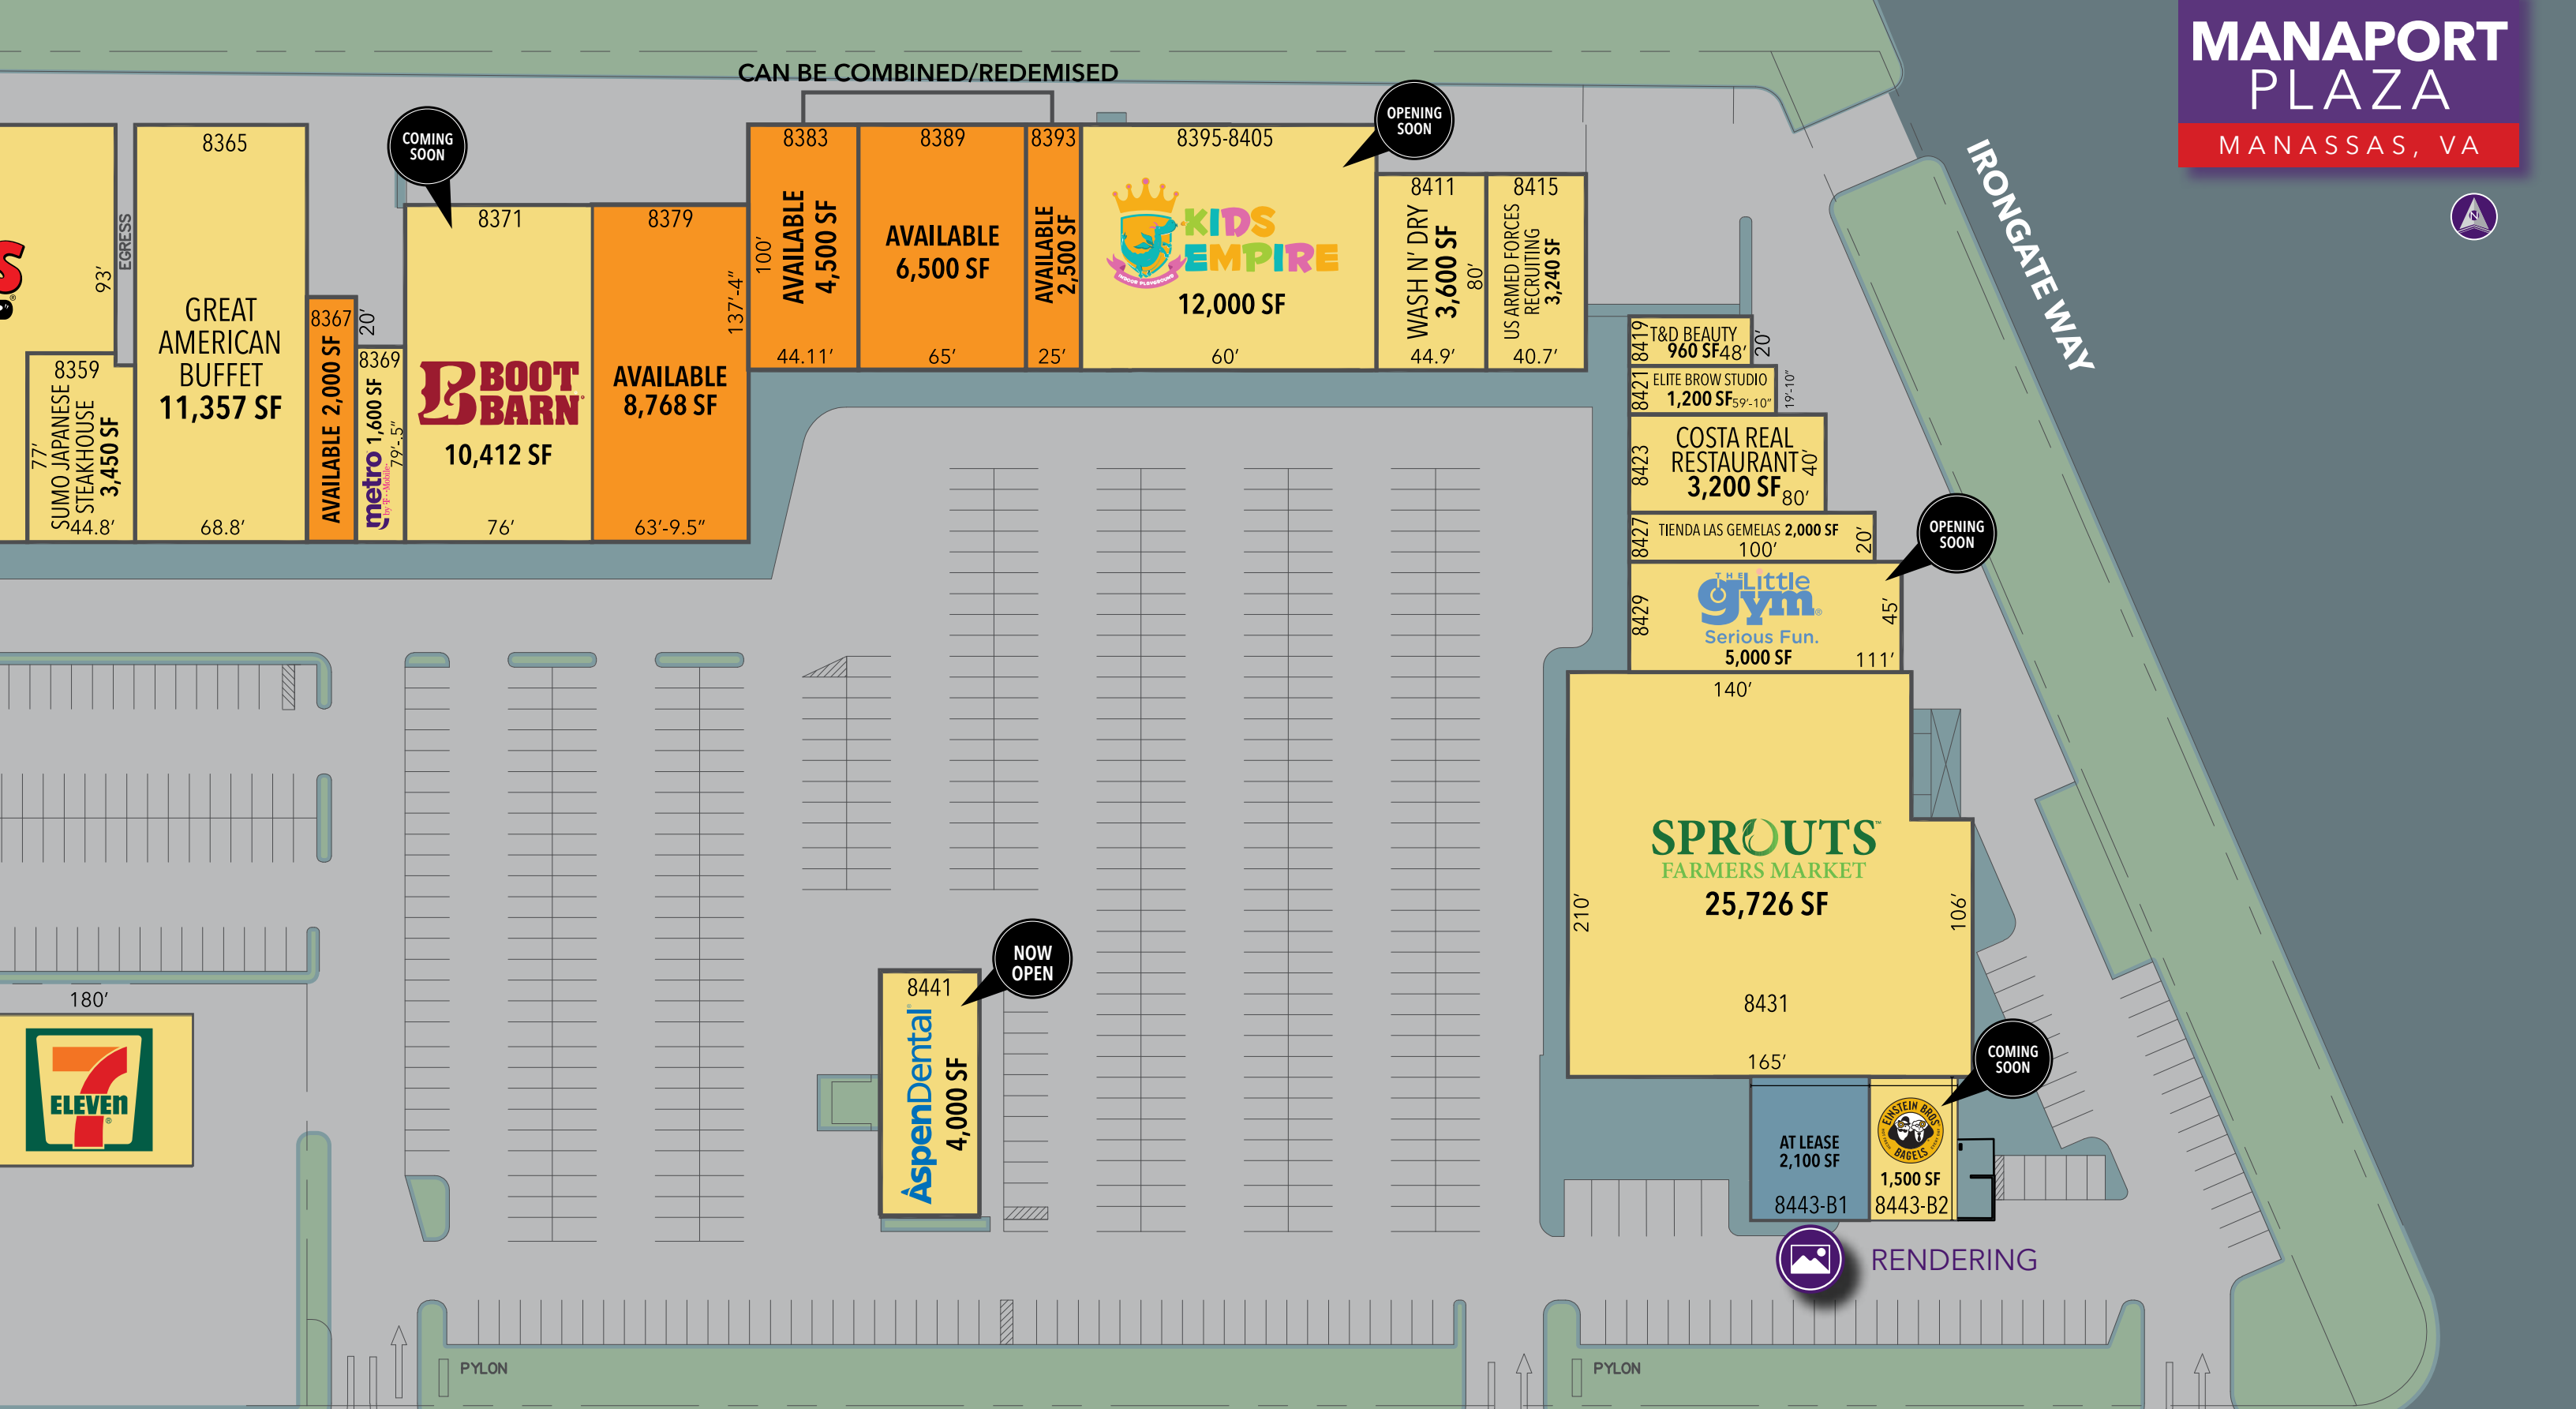 MANAPORT
PLAZA
MANASSAS, VA
N
IRONGATE WAY
CAN BE COMBINED/REDEMISED
93'
EGRESS
8359
SUMO JAPANESE
STEAKHOUSE
3,450 SF
77'
44.8'
8365
GREAT
AMERICAN
BUFFET
11,357 SF
68.8'
8367
AVAILABLE 2,000 SF
20'
8369
metro
by T-Mobile
1,600 SF
79'-.5"
COMING
SOON
8371
BOOT
BARN
10,412 SF
76'
8379
AVAILABLE
8,768 SF
137'-4"
63'-9.5"
8383
AVAILABLE
4,500 SF
100'
44.11'
8389
AVAILABLE
6,500 SF
65'
8393
AVAILABLE
2,500 SF
25'
OPENING
SOON
8395-8405
KIDS
EMPIRE
INDOOR PLAYGROUND
12,000 SF
60'
8411
WASH N' DRY
3,600 SF
80'
44.9'
8415
US ARMED FORCES
RECRUITING
3,240 SF
40.7'
8419
T&D BEAUTY
960 SF
48'
20'
8421
ELITE BROW STUDIO
1,200 SF
59'-10"
19'-10"
8423
COSTA REAL
RESTAURANT
3,200 SF
40'
80'
8427
TIENDA LAS GEMELAS 2,000 SF
100'
20'
OPENING
SOON
8429
THE Little
gym
Serious Fun.
5,000 SF
45'
111'
140'
SPROUTS™
FARMERS MARKET
25,726 SF
210'
106'
8431
165'
COMING
SOON
AT LEASE
2,100 SF
8443-B1
EINSTEIN BROS
BAGELS
1,500 SF
8443-B2
RENDERING
NOW
OPEN
8441
AspenDental
4,000 SF
180'
7
ELEVEn
PYLON
PYLON